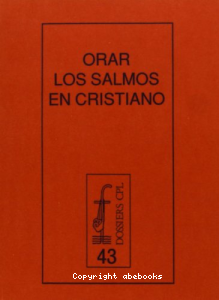 ORAR
LOS SALMOS
EN CRISTIANO
DOSSIERS CPL
43
Copyright abebooks